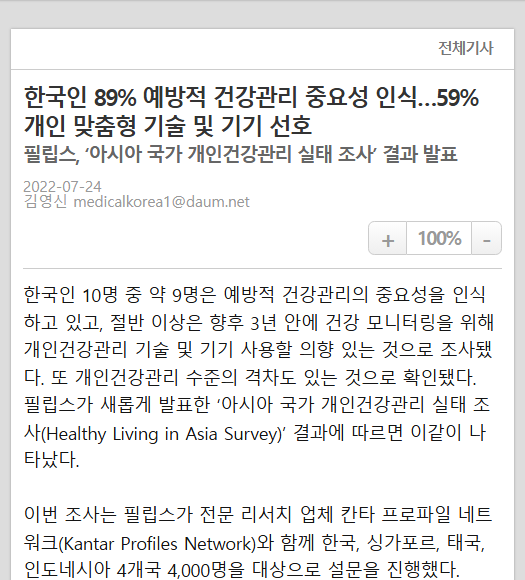 전체기사
한국인 89% 예방적 건강관리 중요성 인식…59%
개인 맞춤형 기술 및 기기 선호
필립스, ‘아시아 국가 개인건강관리 실태 조사’ 결과 발표
2022-07-24
김영신 medicalkorea1@daum.net
+ 100% -
한국인 10명 중 약 9명은 예방적 건강관리의 중요성을 인식
하고 있고, 절반 이상은 향후 3년 안에 건강 모니터링을 위해
개인건강관리 기술 및 기기 사용할 의향 있는 것으로 조사됐
다. 또 개인건강관리 수준의 격차도 있는 것으로 확인됐다.
필립스가 새롭게 발표한 ‘아시아 국가 개인건강관리 실태 조
사(Healthy Living in Asia Survey)’ 결과에 따르면 이같이 나
타났다.
이번 조사는 필립스가 전문 리서치 업체 칸타 프로파일 네트
워크(Kantar Profiles Network)와 함께 한국, 싱가포르, 태국,
인도네시아 4개국 4,000명을 대상으로 설문을 진행했다.